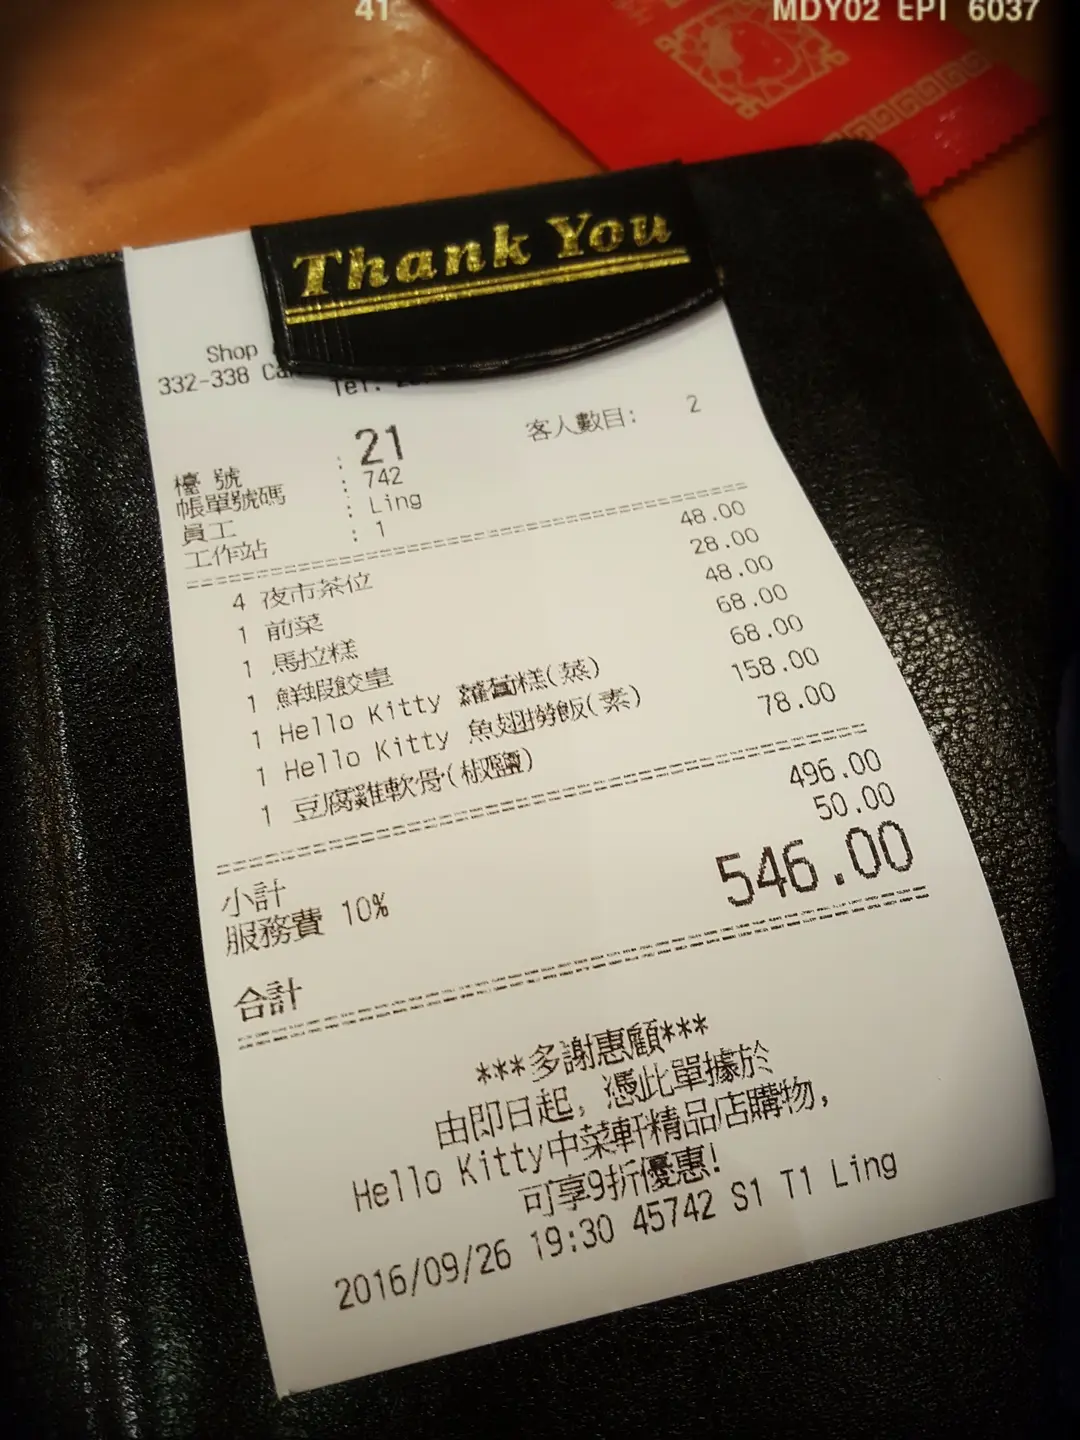 41 MDY02 EPI 6037
Thank You
Shop
332-338
Tel:
檯號 : 21 客人數目: 2
帳單號碼 : 742
員工 : Ling
工作站 : 1
4 夜市茶位 48.00
1 前菜 28.00
1 馬拉糕 48.00
1 鮮蝦餃皇 68.00
1 Hello Kitty 蘿蔔糕(蒸) 68.00
1 Hello Kitty 魚翅撈飯(素) 158.00
1 豆腐雞軟骨(椒鹽) 78.00
小計 496.00
服務費 10% 50.00
合計 546.00
***多謝惠顧***
由即日起, 憑此單據於
Hello Kitty中菜軒精品店購物,
可享9折優惠!
2016/09/26 19:30 45742 S1 T1 Ling